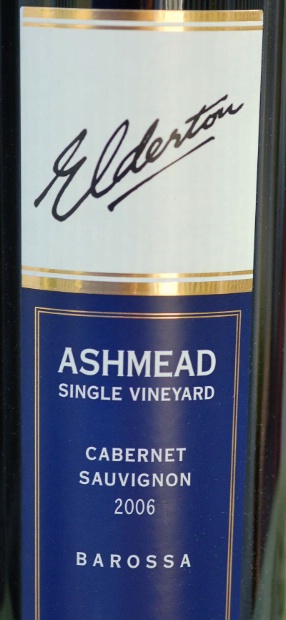 Elderton
ASHMEAD
SINGLE VINEYARD
CABERNET
SAUVIGNON
2006
BAROSSA